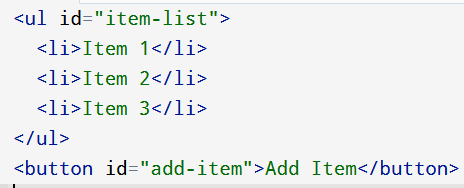 <ul id="item-list">
  <li>Item 1</li>
  <li>Item 2</li>
  <li>Item 3</li>
</ul>
<button id="add-item">Add Item</button>